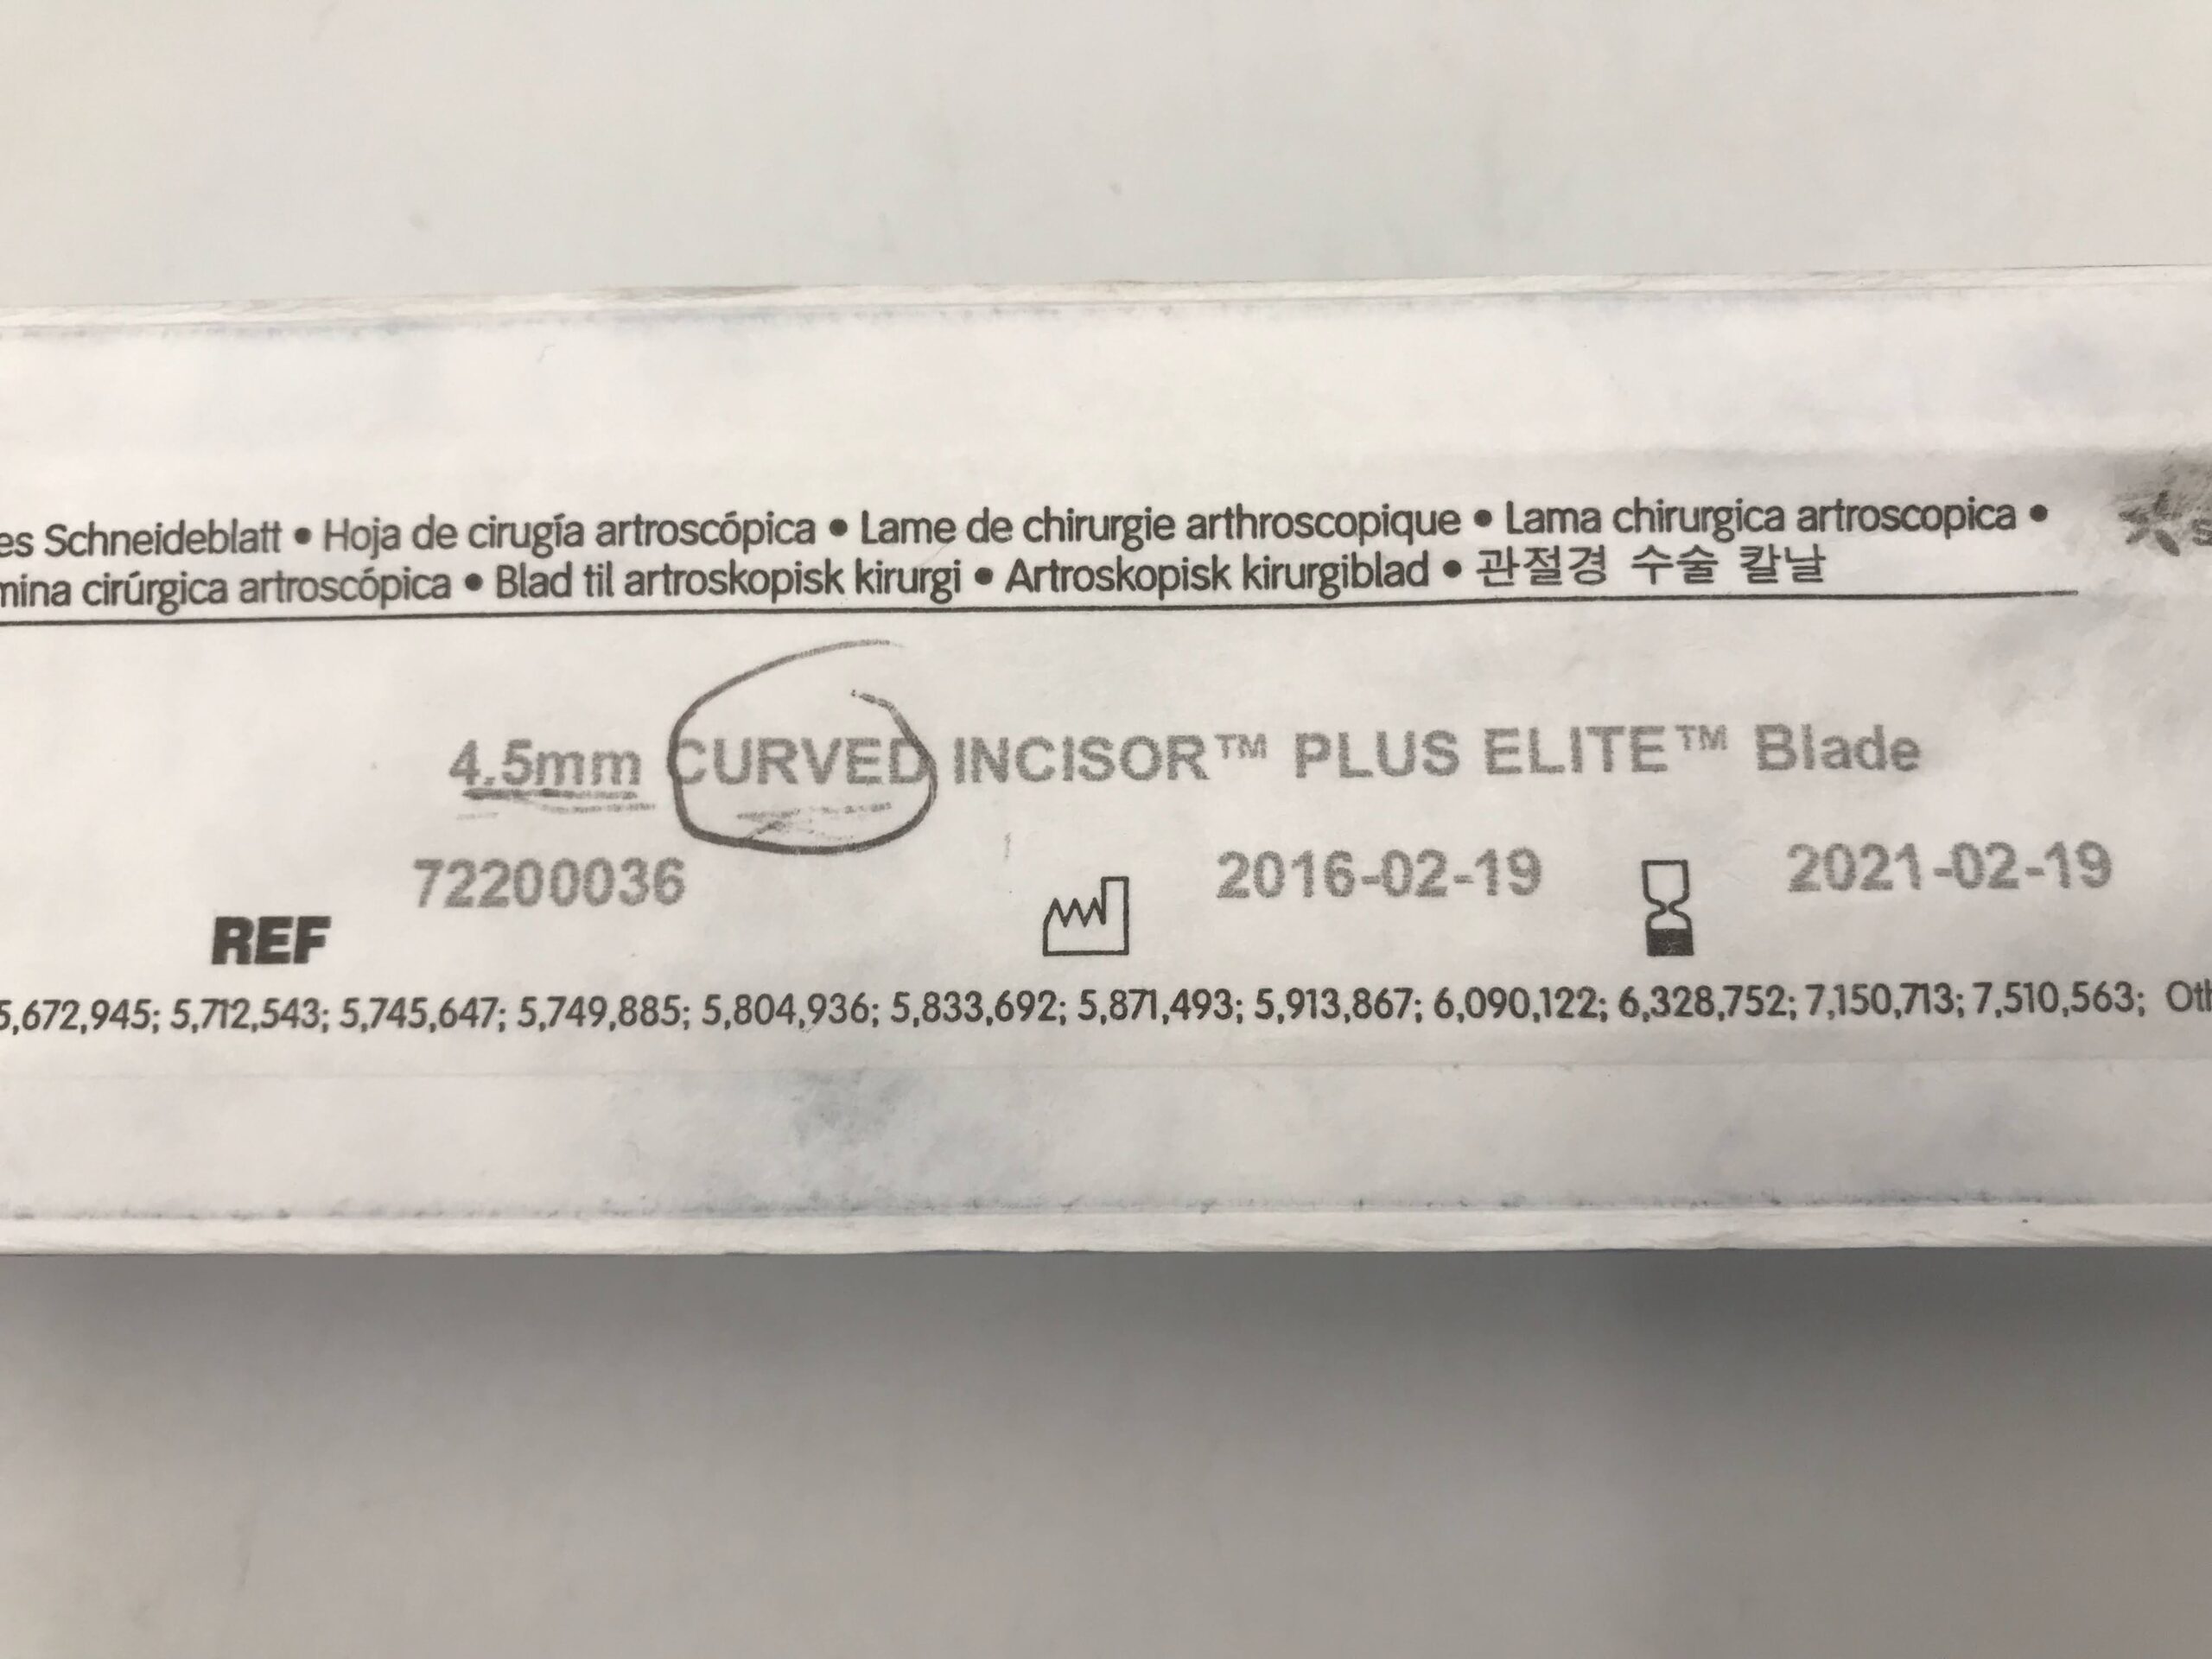 es Schneideblatt • Hoja de cirugía artroscópica • Lame de chirurgie arthroscopique • Lama chirurgica artroscopica •
mina cirúrgica artroscópica • Blad til artroskopisk kirurgi • Artroskopisk kirurgiblad • 관절경 수술 칼날
4.5mm CURVED INCISOR™ PLUS ELITE™ Blade
72200036 2016-02-19 2021-02-19
REF
5,672,945; 5,712,543; 5,745,647; 5,749,885; 5,804,936; 5,833,692; 5,871,493; 5,913,867; 6,090,122; 6,328,752; 7,150,713; 7,510,563; Oth